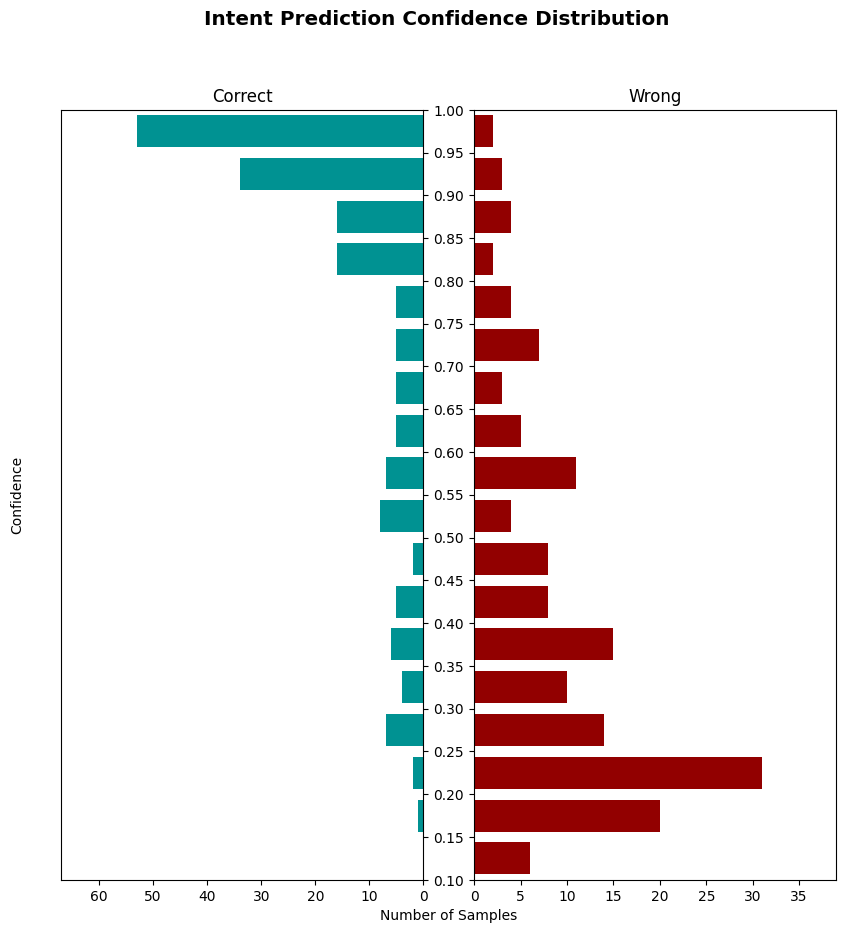 Intent Prediction Confidence Distribution
Correct
Wrong
1.00
0.95
0.90
0.85
0.80
0.75
0.70
0.65
0.60
0.55
0.50
0.45
0.40
0.35
0.30
0.25
0.20
0.15
0.10
Confidence
60 50 40 30 20 10 0
0 5 10 15 20 25 30 35
Number of Samples